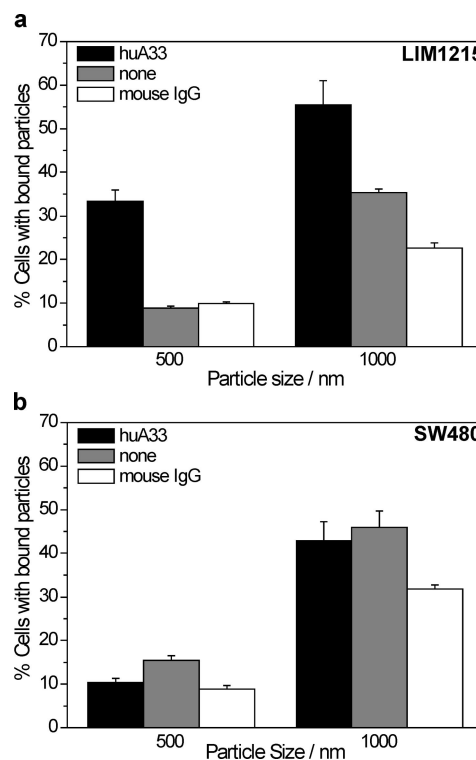 a
70
60
50
40
30
20
10
0
% Cells with bound particles
huA33
none
mouse IgG
LIM1215
500
1000
Particle size / nm
b
70
60
50
40
30
20
10
0
% Cells with bound particles
huA33
none
mouse IgG
SW480
500
1000
Particle Size / nm